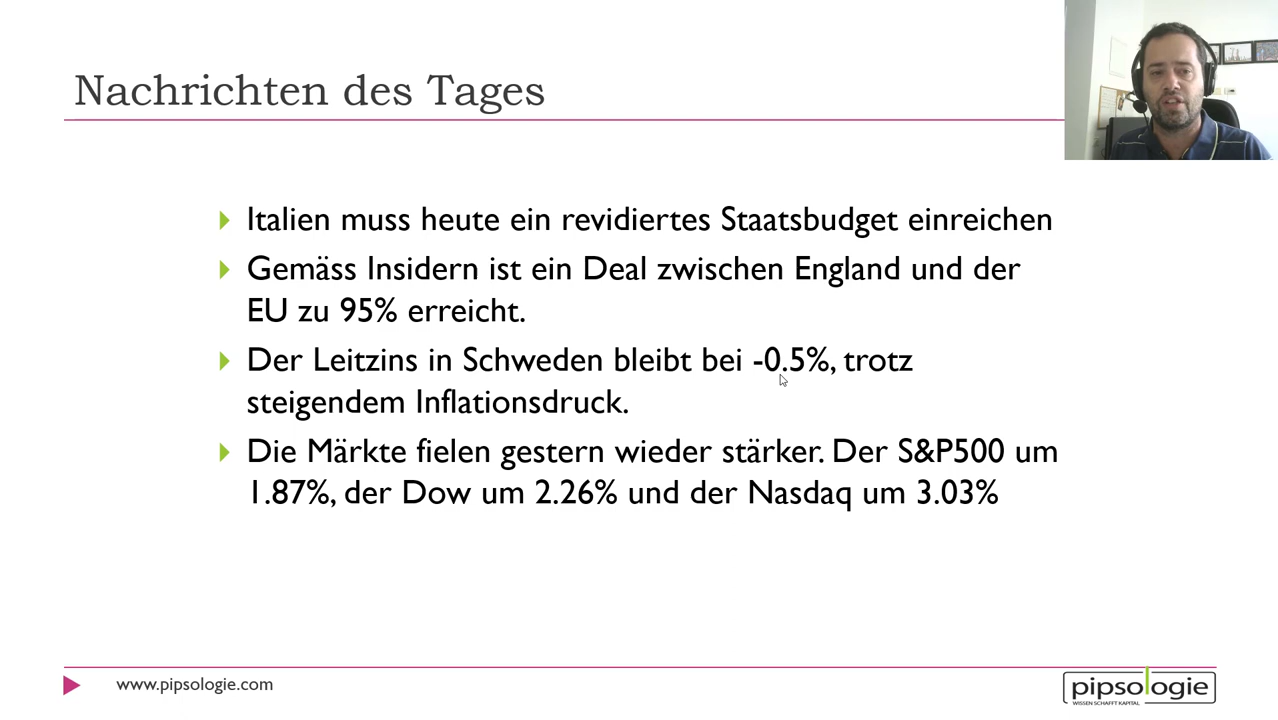 Nachrichten des Tages
Italien muss heute ein revidiertes Staatsbudget einreichen
Gemäss Insidern ist ein Deal zwischen England und der
EU zu 95% erreicht.
Der Leitzins in Schweden bleibt bei -0.5%, trotz
steigendem Inflationsdruck.
Die Märkte fielen gestern wieder stärker. Der S&P500 um
1.87%, der Dow um 2.26% und der Nasdaq um 3.03%
www.pipsologie.com
pipsologie
WISSEN SCHAFFT KAPITAL